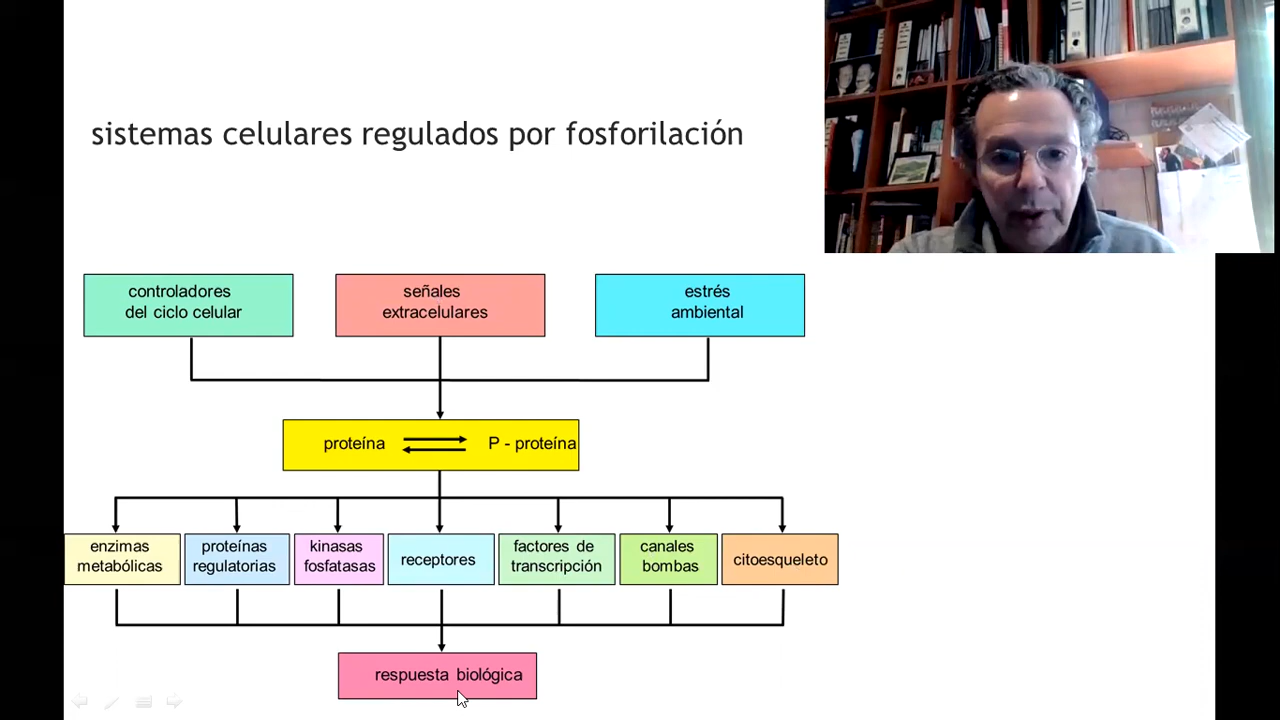 sistemas celulares regulados por fosforilación
controladores
del ciclo celular
señales
extracelulares
estrés
ambiental
proteína
P - proteína
enzimas
metabólicas
proteínas
regulatorias
kinasas
fosfatasas
receptores
factores de
transcripción
canales
bombas
citoesqueleto
respuesta biológica